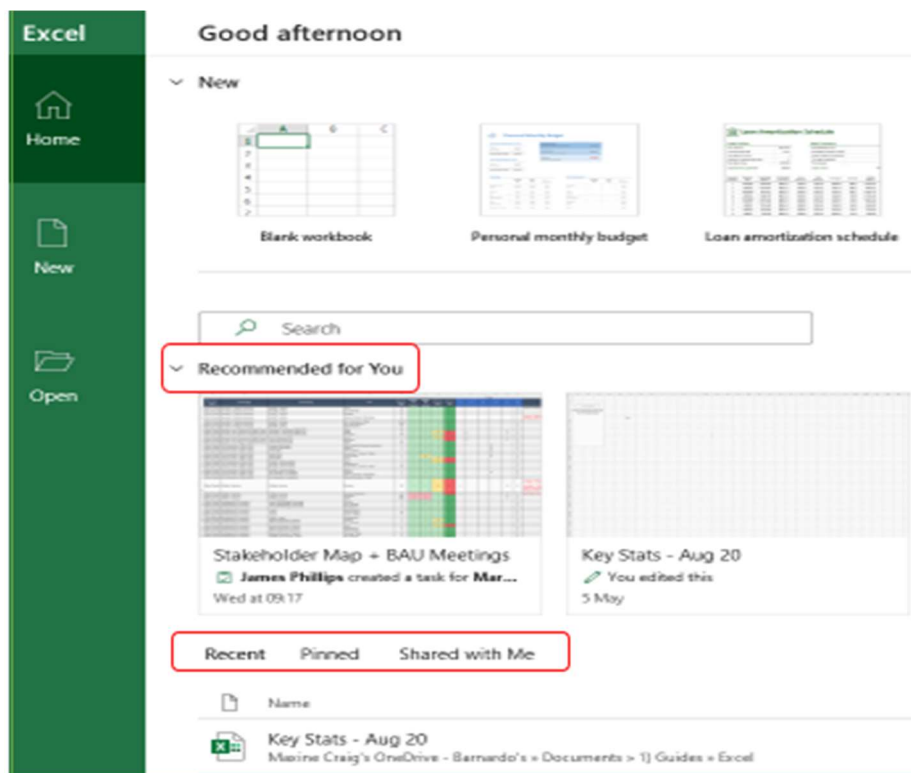 Excel
Good afternoon
New
Home
New
Open
A
Blank workbook
Personal monthly budget
Loan amortization schedule
Search
Recommended for You
Stakeholder Map + BAU Meetings
James Phillips created a task for Mar...
Wed at 09:17
Key Stats - Aug 20
You edited this
5 May
Recent Pinned Shared with Me
Name
Key Stats - Aug 20
Maxine Craig's OneDrive - Barnardo's » Documents > 1] Guides » Excel